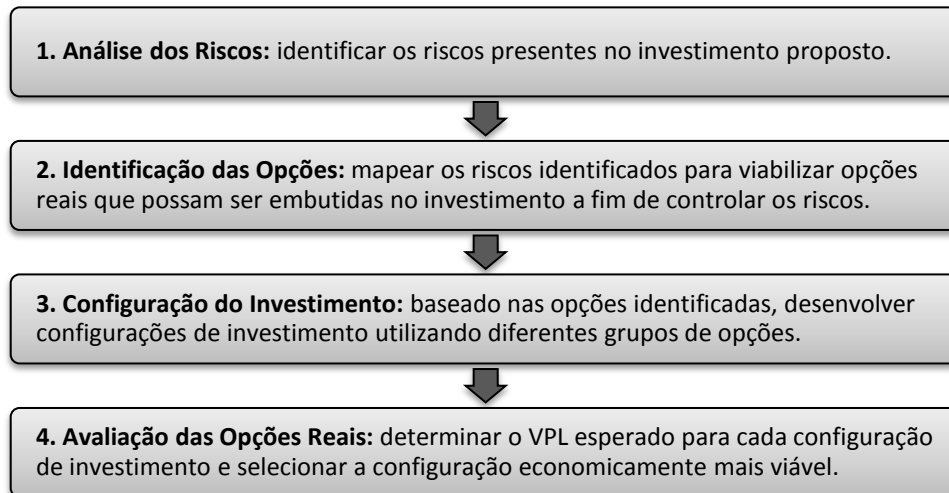 1. Análise dos Riscos: identificar os riscos presentes no investimento proposto.
2. Identificação das Opções: mapear os riscos identificados para viabilizar opções
reais que possam ser embutidas no investimento a fim de controlar os riscos.
3. Configuração do Investimento: baseado nas opções identificadas, desenvolver
configurações de investimento utilizando diferentes grupos de opções.
4. Avaliação das Opções Reais: determinar o VPL esperado para cada configuração
de investimento e selecionar a configuração economicamente mais viável.